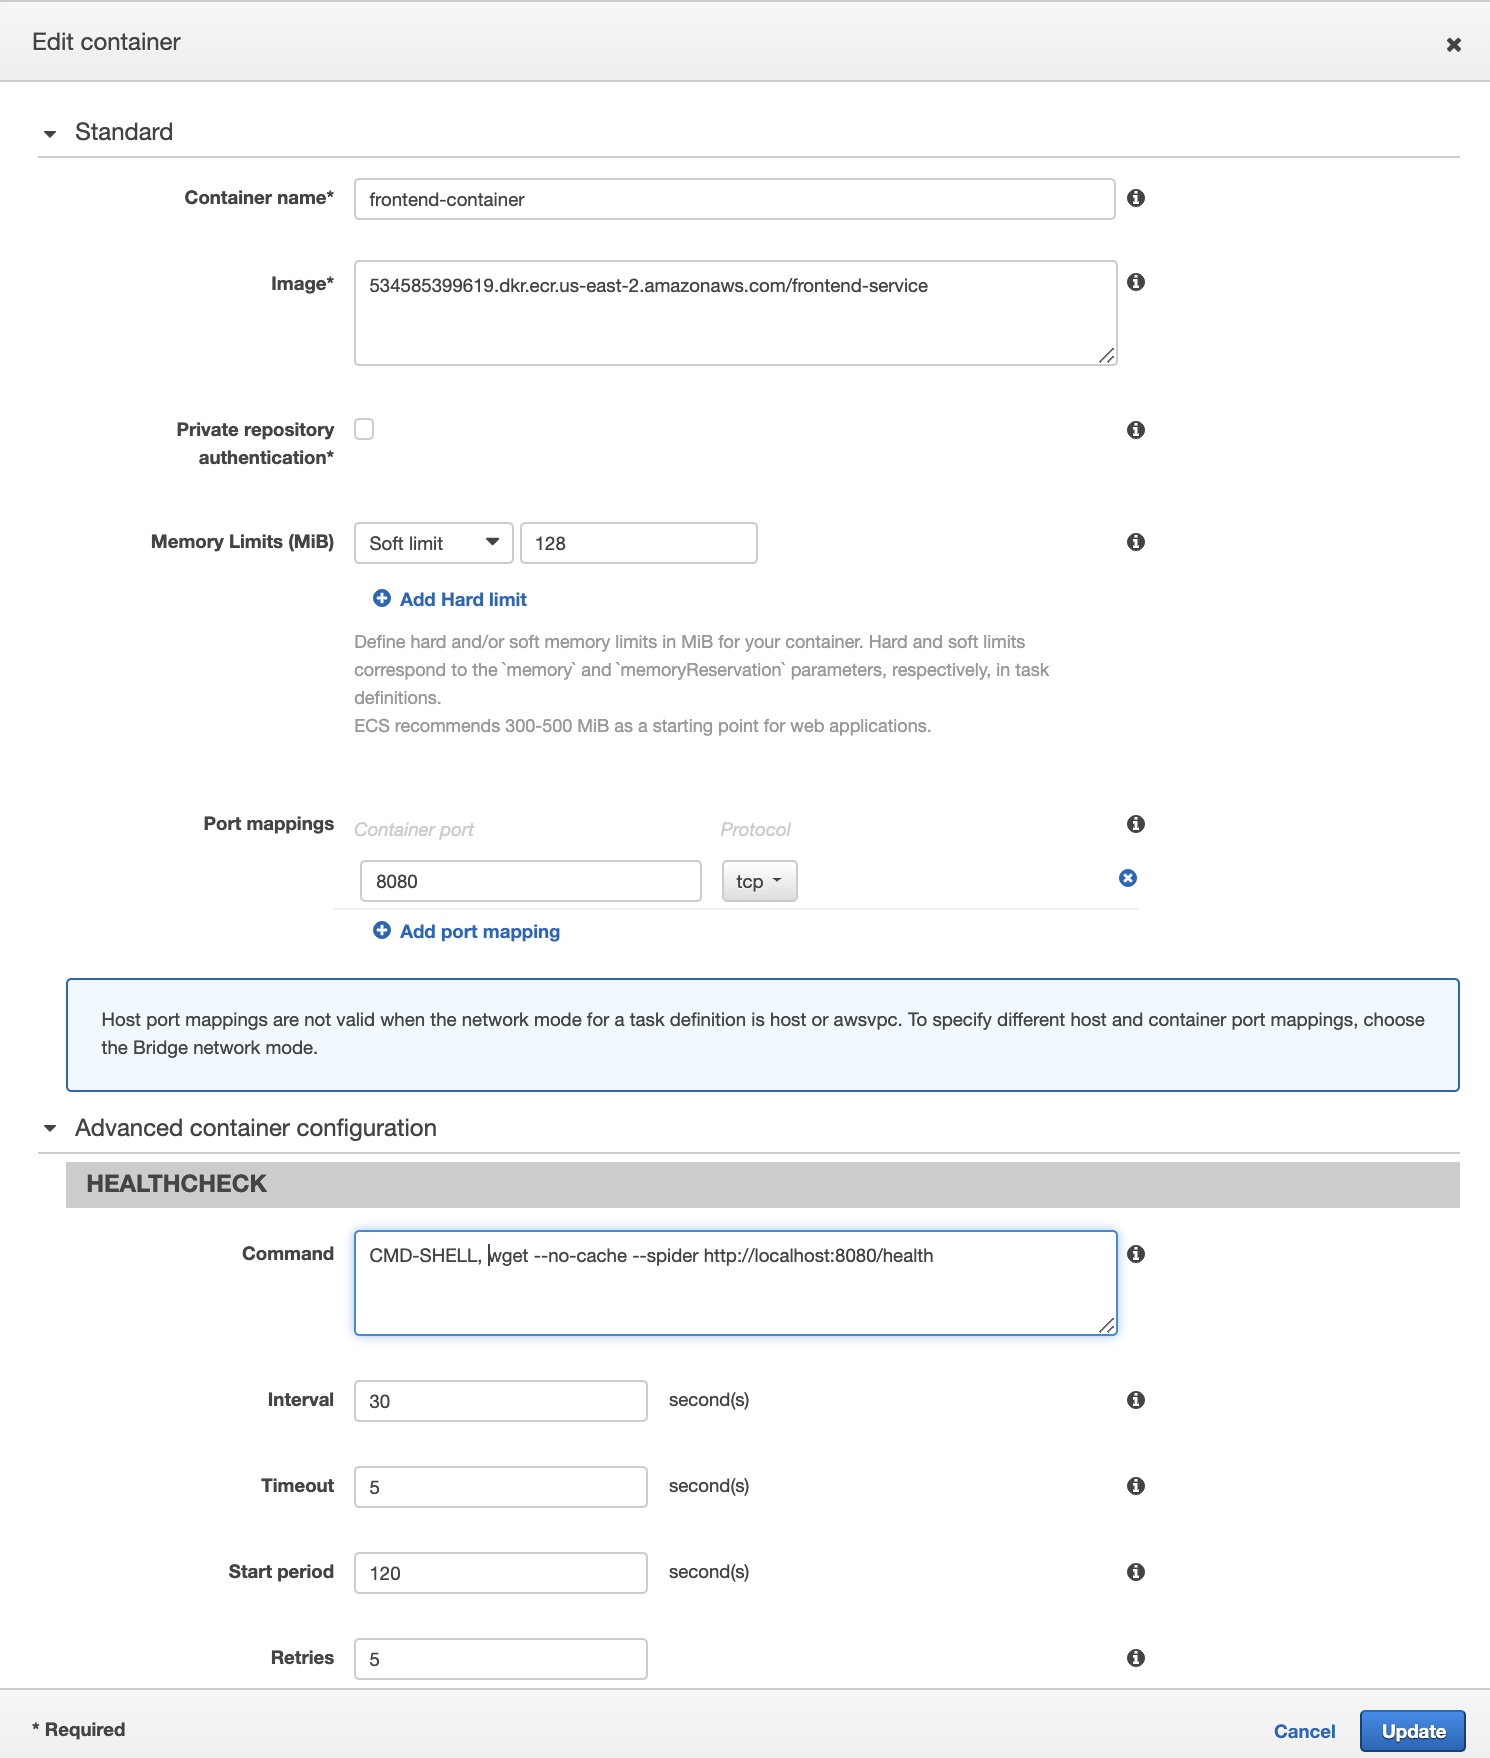 Edit container
Standard
Container name*
frontend-container
Image*
534585399619.dkr.ecr.us-east-2.amazonaws.com/frontend-service
Private repository
authentication*
Memory Limits (MiB)
Soft limit
128
Add Hard limit
Define hard and/or soft memory limits in MiB for your container. Hard and soft limits
correspond to the `memory` and `memoryReservation` parameters, respectively, in task
definitions.
ECS recommends 300-500 MiB as a starting point for web applications.
Port mappings
Container port
Protocol
8080
tcp
Add port mapping
Host port mappings are not valid when the network mode for a task definition is host or awsvpc. To specify different host and container port mappings, choose
the Bridge network mode.
Advanced container configuration
HEALTHCHECK
Command
CMD-SHELL, wget --no-cache --spider http://localhost:8080/health
Interval
30
second(s)
Timeout
5
second(s)
Start period
120
second(s)
Retries
5
* Required
Cancel
Update